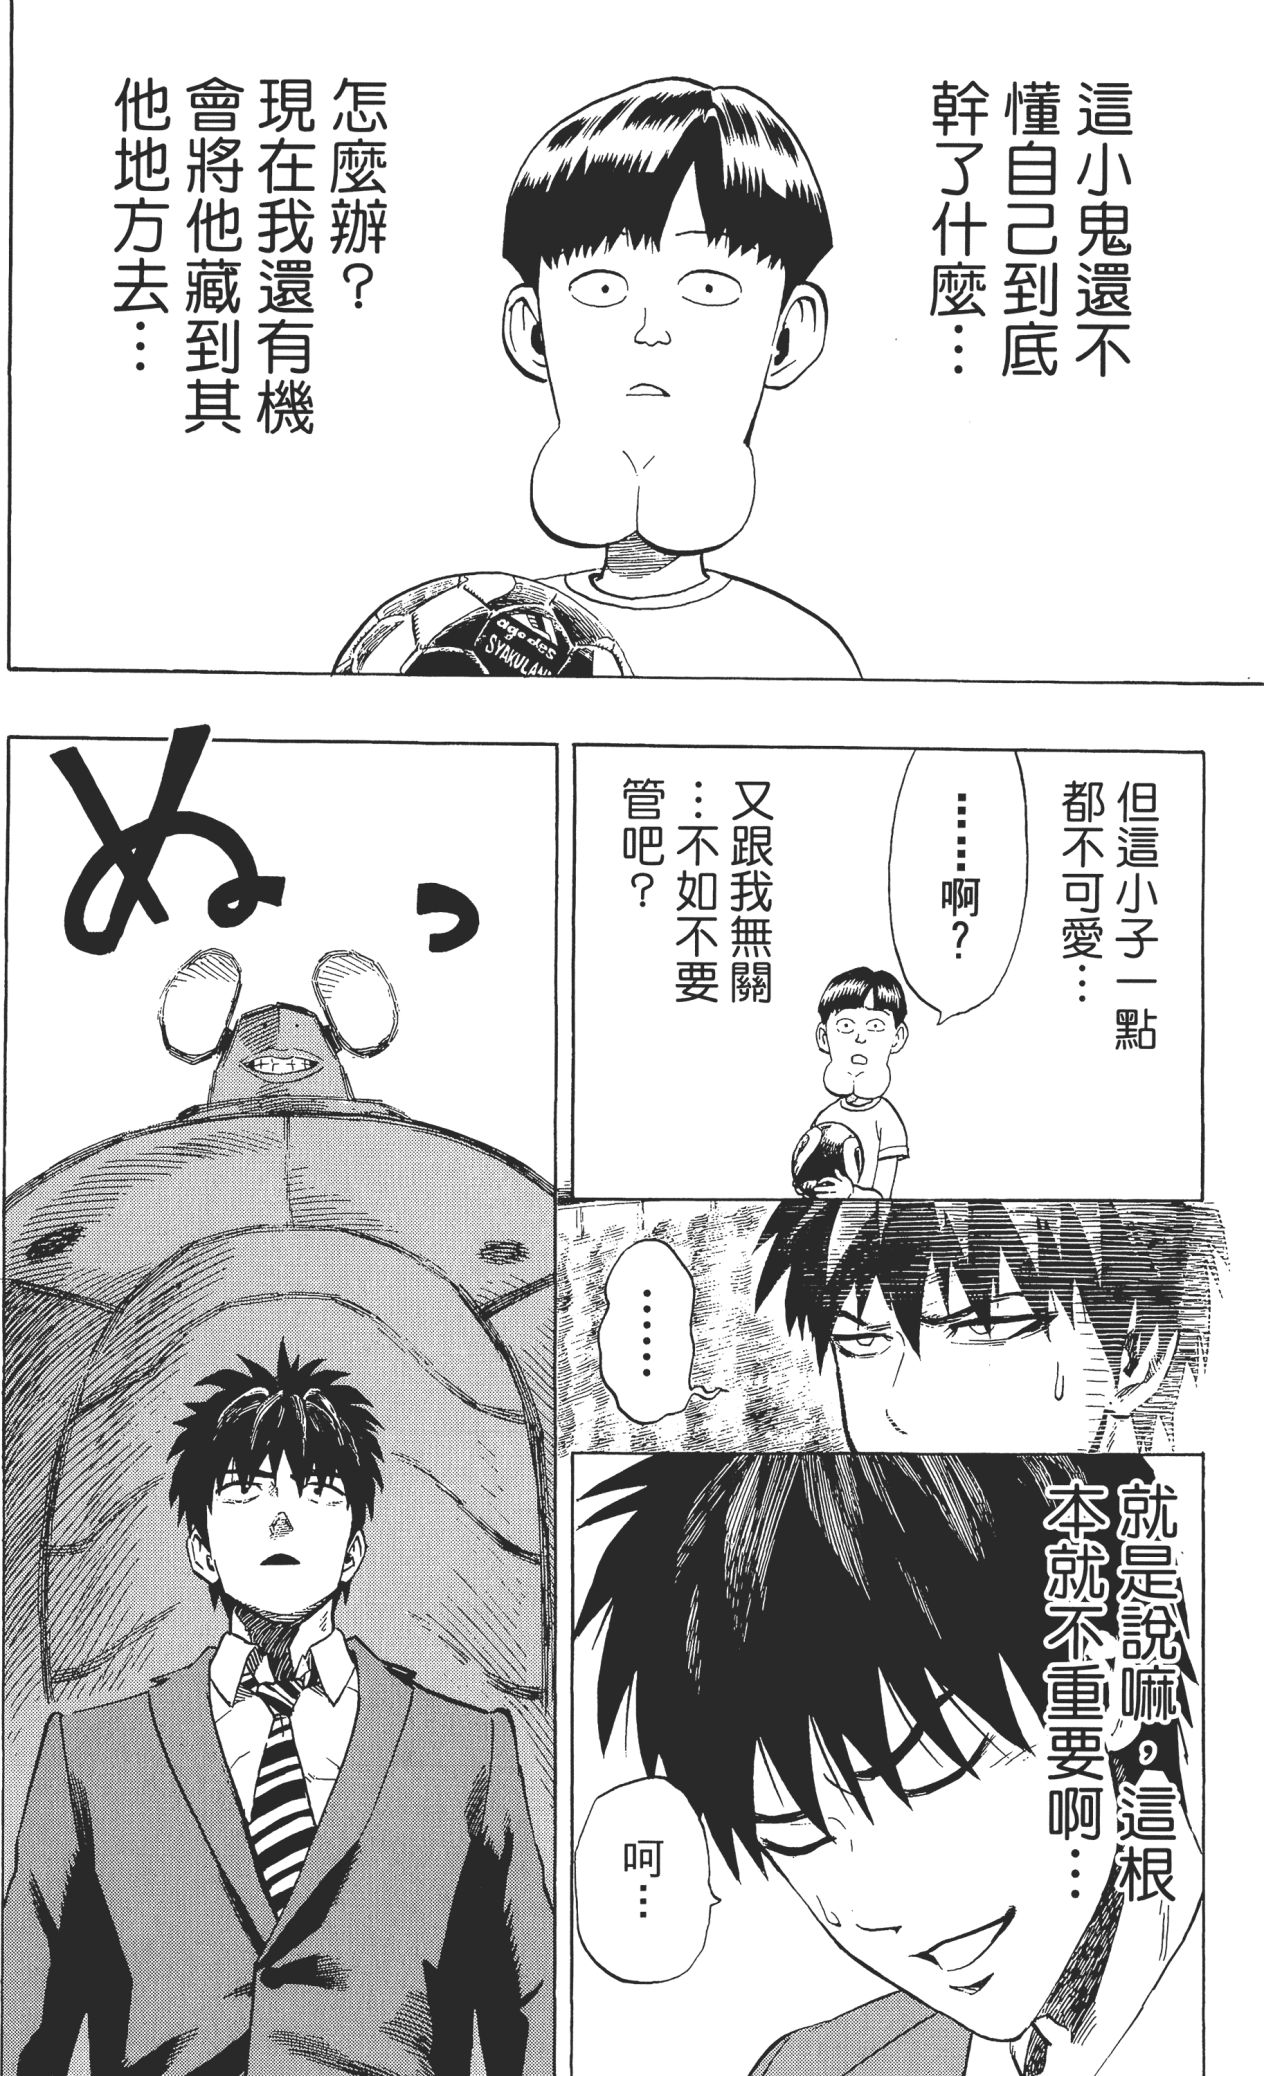 這小鬼還不
懂自己到底
幹了什麼…
怎麼辦?
現在我還有機
會將他藏到其
他地方去…
agodes
SYAKULAN
但這小子一點
都不可愛…
……啊?
又跟我無關
…不如不要
管吧?
……
就是說嘛，這根
本就不重要啊…
呵…
ぬっ